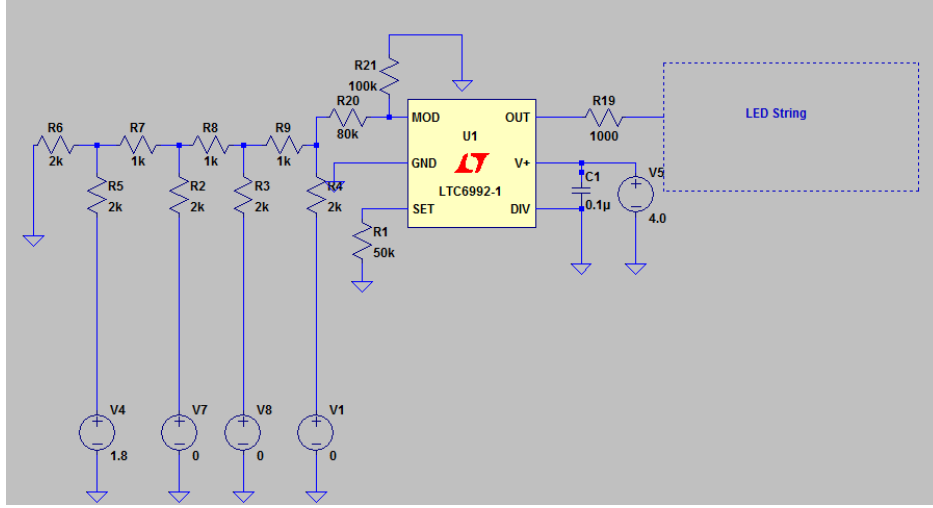 R21
100k
R20
80k
R19
1000
LED String
R6
2k
R7
1k
R8
1k
R9
1k
MOD
OUT
U1
GND
V+
LTC6992-1
SET
DIV
R5
2k
R2
2k
R3
2k
R4
2k
R1
50k
C1
0.1µ
V5
4.0
V4
1.8
V7
0
V8
0
V1
0